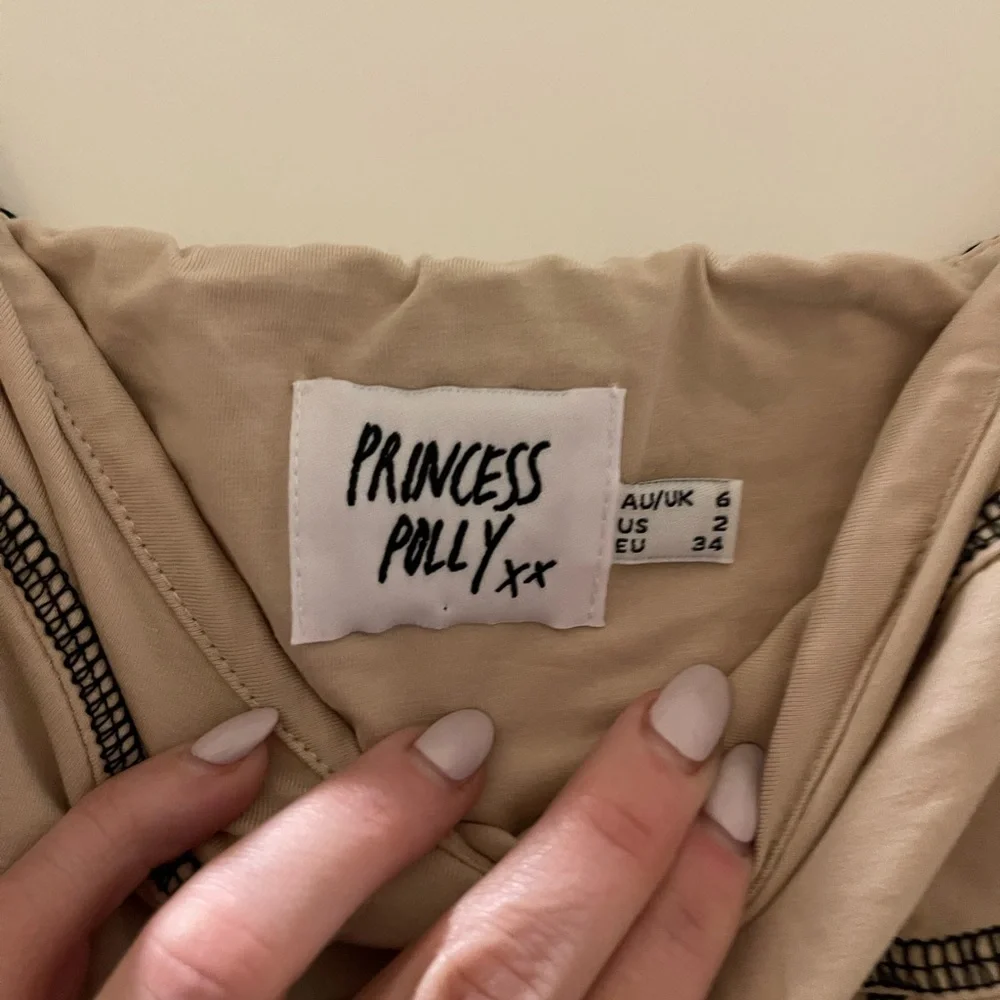 PRINCESS
POLLY xx
AU/UK 6
US 2
EU 34